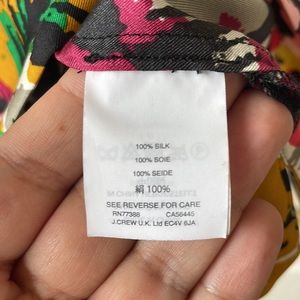 100% SILK
100% SOIE
100% SEIDE
絹 100%
SEE REVERSE FOR CARE
RN77388 CA56445
J.CREW U.K. Ltd EC4V 6JA